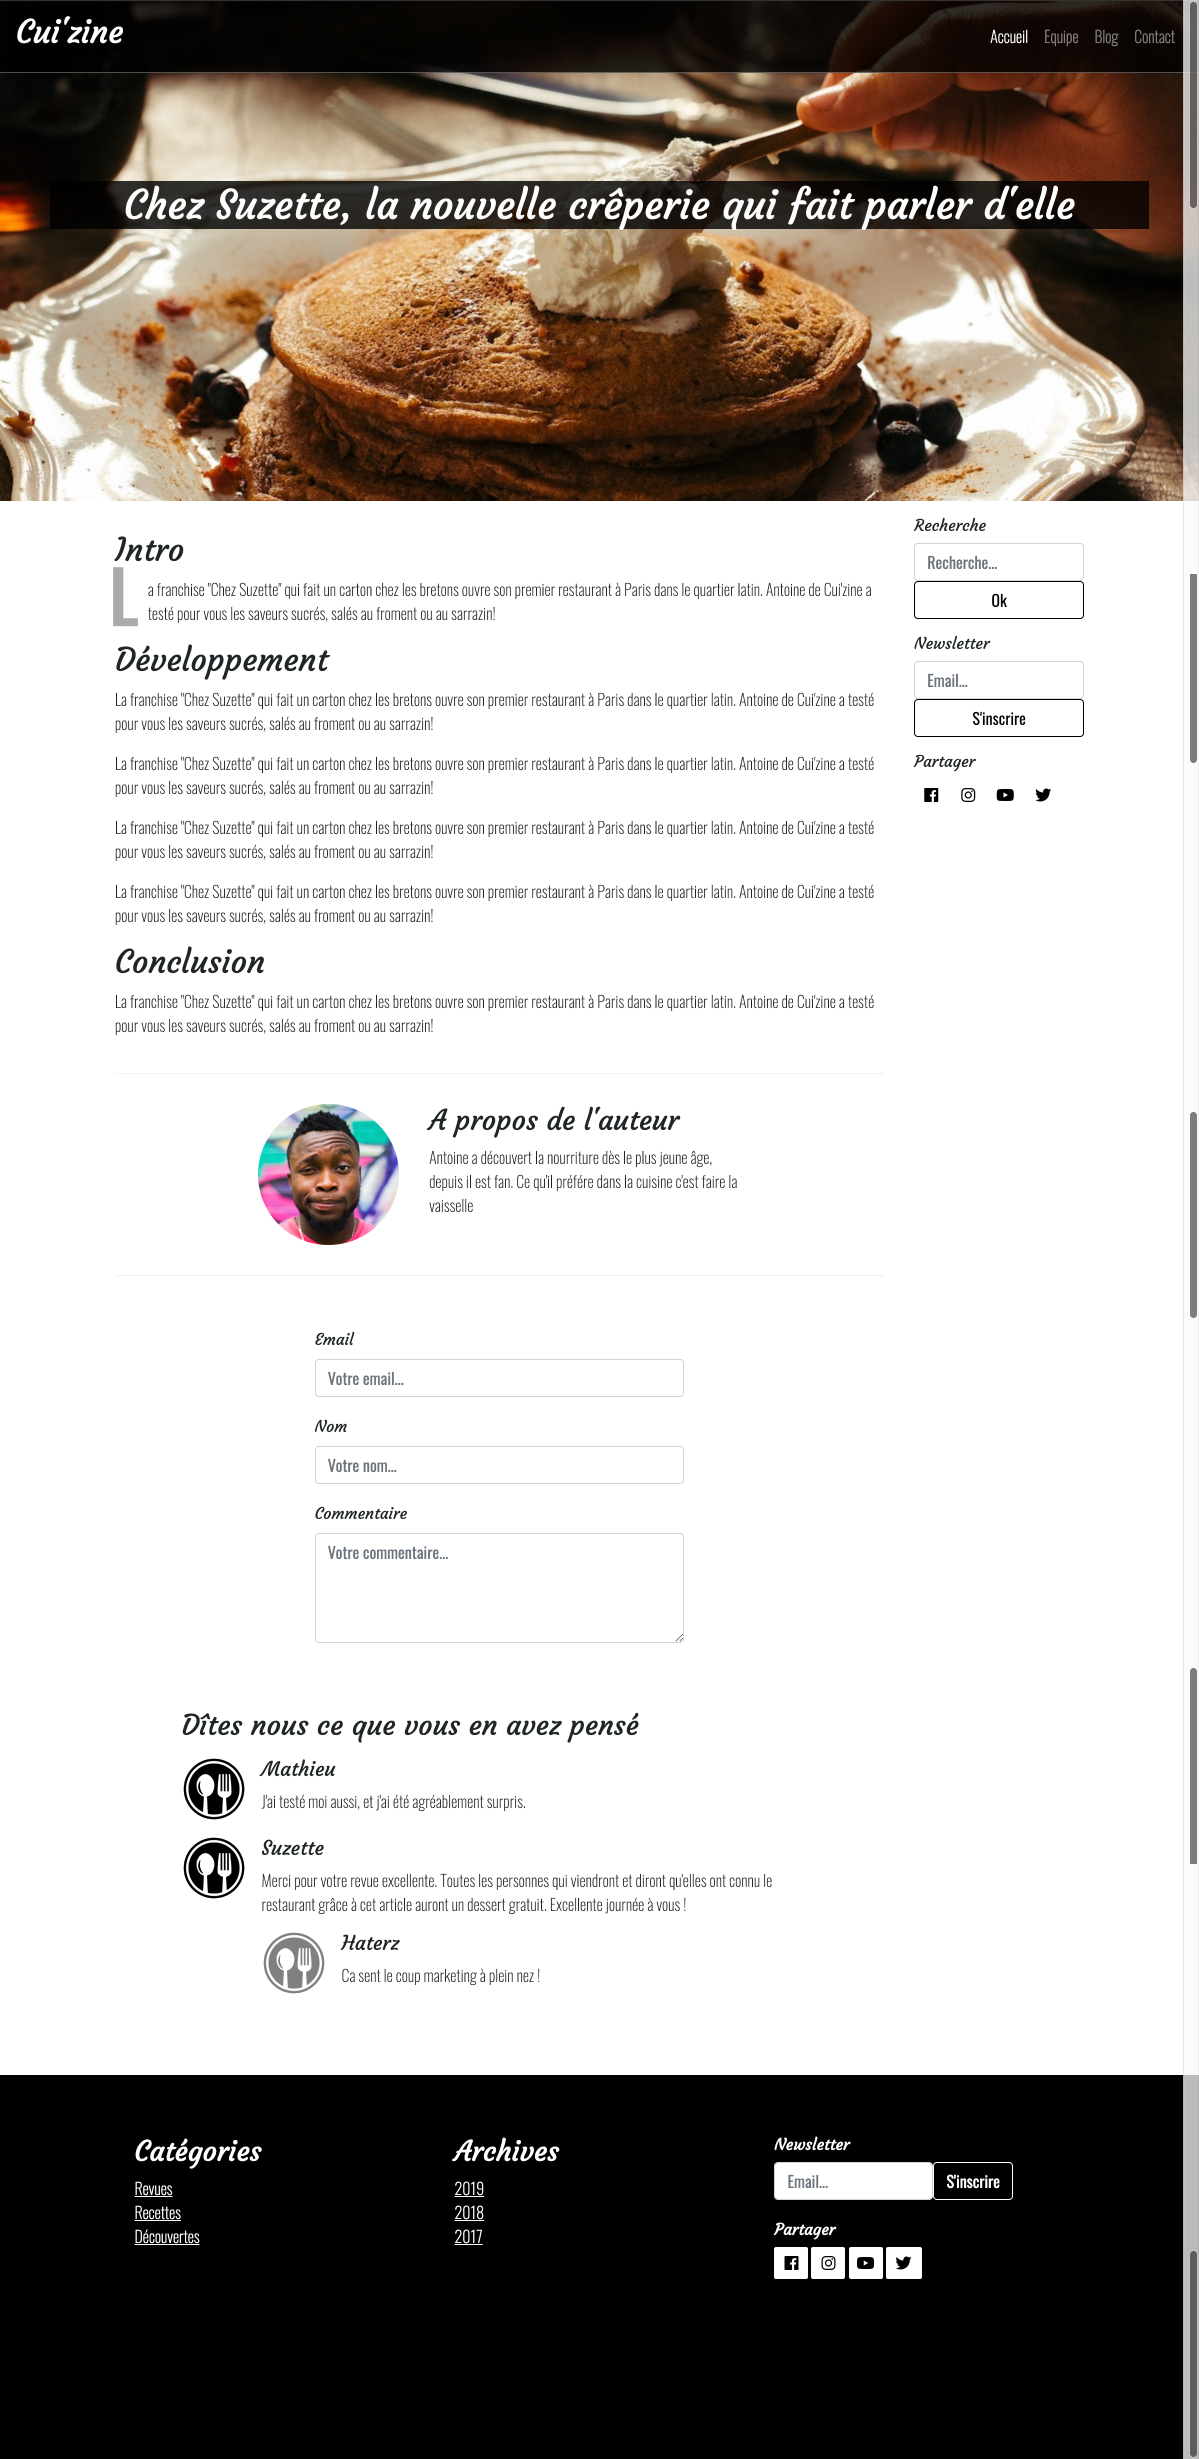 Cui'zine
Accueil Equipe Blog Contact
Chez Suzette, la nouvelle crêperie qui fait parler d'elle
Intro
La franchise "Chez Suzette" qui fait un carton chez les bretons ouvre son premier restaurant à Paris dans le quartier latin. Antoine de Cui'zine a
testé pour vous les saveurs sucrés, salés au froment ou au sarrazin!
Développement
La franchise "Chez Suzette" qui fait un carton chez les bretons ouvre son premier restaurant à Paris dans le quartier latin. Antoine de Cui'zine a testé
pour vous les saveurs sucrés, salés au froment ou au sarrazin!
La franchise "Chez Suzette" qui fait un carton chez les bretons ouvre son premier restaurant à Paris dans le quartier latin. Antoine de Cui'zine a testé
pour vous les saveurs sucrés, salés au froment ou au sarrazin!
La franchise "Chez Suzette" qui fait un carton chez les bretons ouvre son premier restaurant à Paris dans le quartier latin. Antoine de Cui'zine a testé
pour vous les saveurs sucrés, salés au froment ou au sarrazin!
La franchise "Chez Suzette" qui fait un carton chez les bretons ouvre son premier restaurant à Paris dans le quartier latin. Antoine de Cui'zine a testé
pour vous les saveurs sucrés, salés au froment ou au sarrazin!
Conclusion
La franchise "Chez Suzette" qui fait un carton chez les bretons ouvre son premier restaurant à Paris dans le quartier latin. Antoine de Cui'zine a testé
pour vous les saveurs sucrés, salés au froment ou au sarrazin!
Recherche
Recherche...
Ok
Newsletter
Email...
S'inscrire
Partager
A propos de l'auteur
Antoine a découvert la nourriture dès le plus jeune âge,
depuis il est fan. Ce qu'il préfére dans la cuisine c'est faire la
vaisselle
Email
Votre email...
Nom
Votre nom...
Commentaire
Votre commentaire...
Dîtes nous ce que vous en avez pensé
Mathieu
J'ai testé moi aussi, et j'ai été agréablement surpris.
Suzette
Merci pour votre revue excellente. Toutes les personnes qui viendront et diront qu'elles ont connu le
restaurant grâce à cet article auront un dessert gratuit. Excellente journée à vous !
Haterz
Ca sent le coup marketing à plein nez !
Catégories
Revues
Recettes
Découvertes
Archives
2019
2018
2017
Newsletter
Email... S'inscrire
Partager